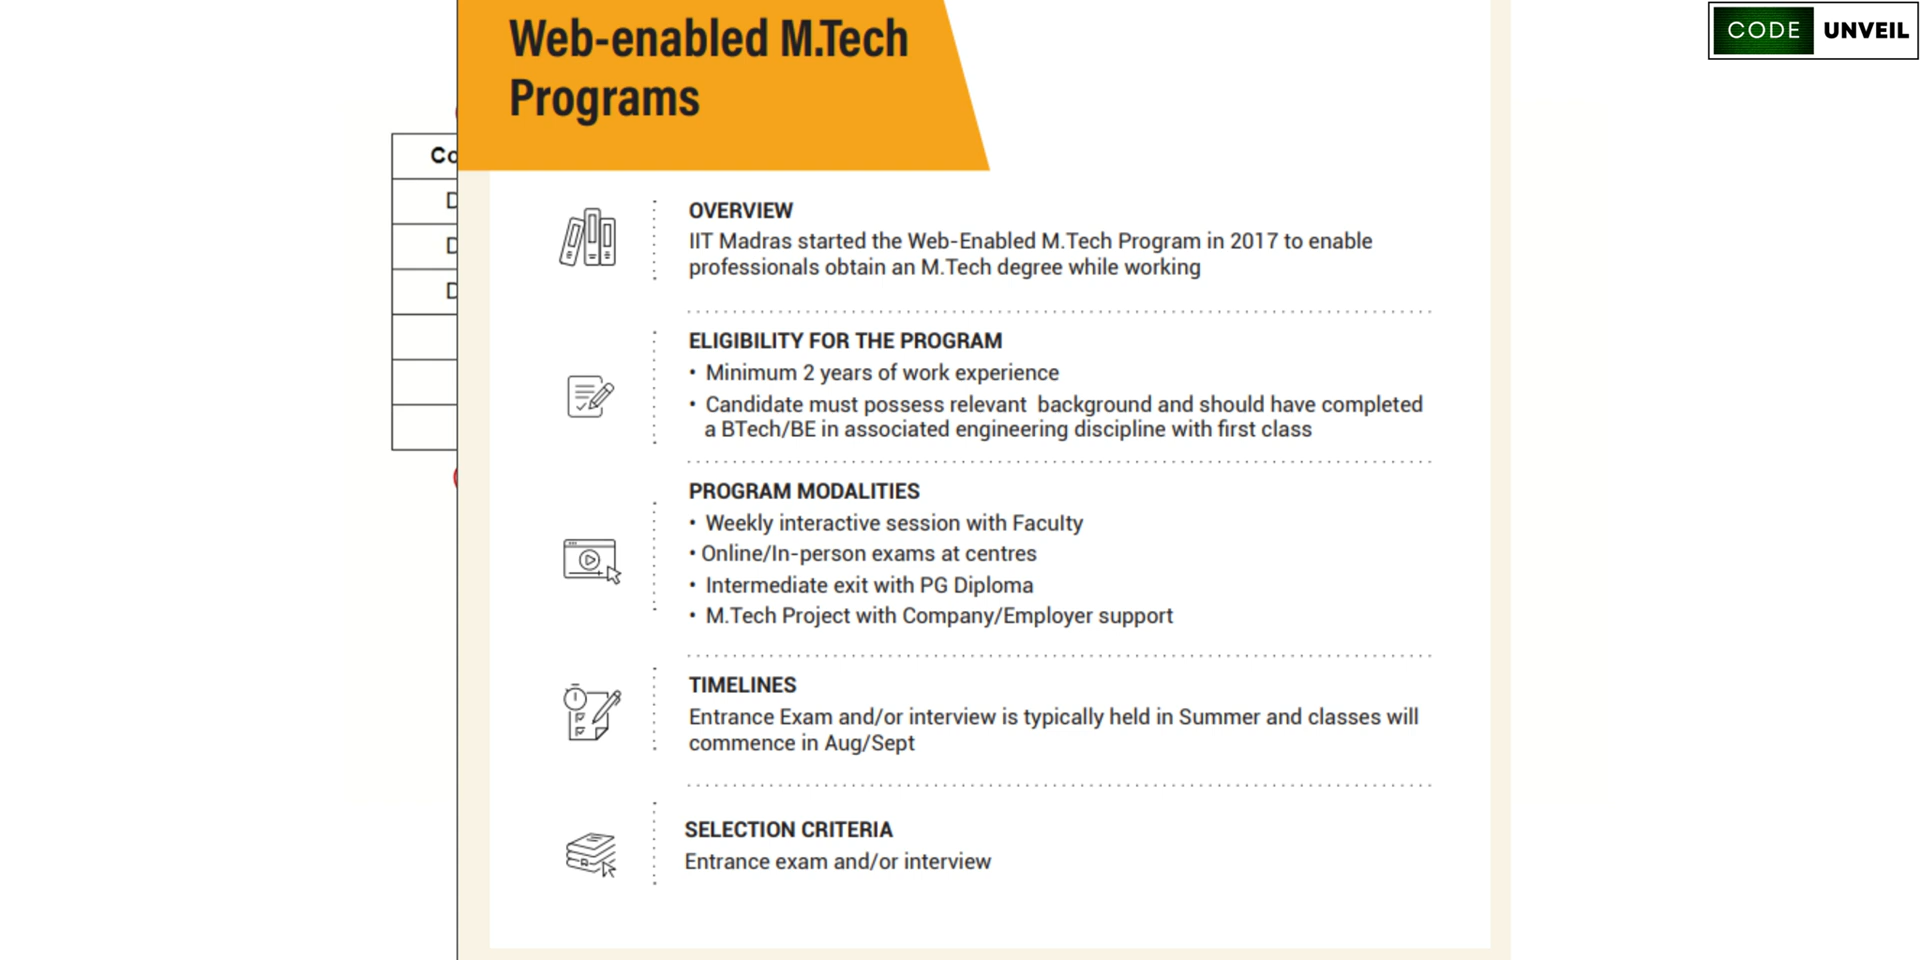 CODE UNVEIL
Web-enabled M.Tech
Programs
OVERVIEW
IIT Madras started the Web-Enabled M.Tech Program in 2017 to enable
professionals obtain an M.Tech degree while working
ELIGIBILITY FOR THE PROGRAM
• Minimum 2 years of work experience
• Candidate must possess relevant background and should have completed
a BTech/BE in associated engineering discipline with first class
PROGRAM MODALITIES
• Weekly interactive session with Faculty
• Online/In-person exams at centres
• Intermediate exit with PG Diploma
• M.Tech Project with Company/Employer support
TIMELINES
Entrance Exam and/or interview is typically held in Summer and classes will
commence in Aug/Sept
SELECTION CRITERIA
Entrance exam and/or interview